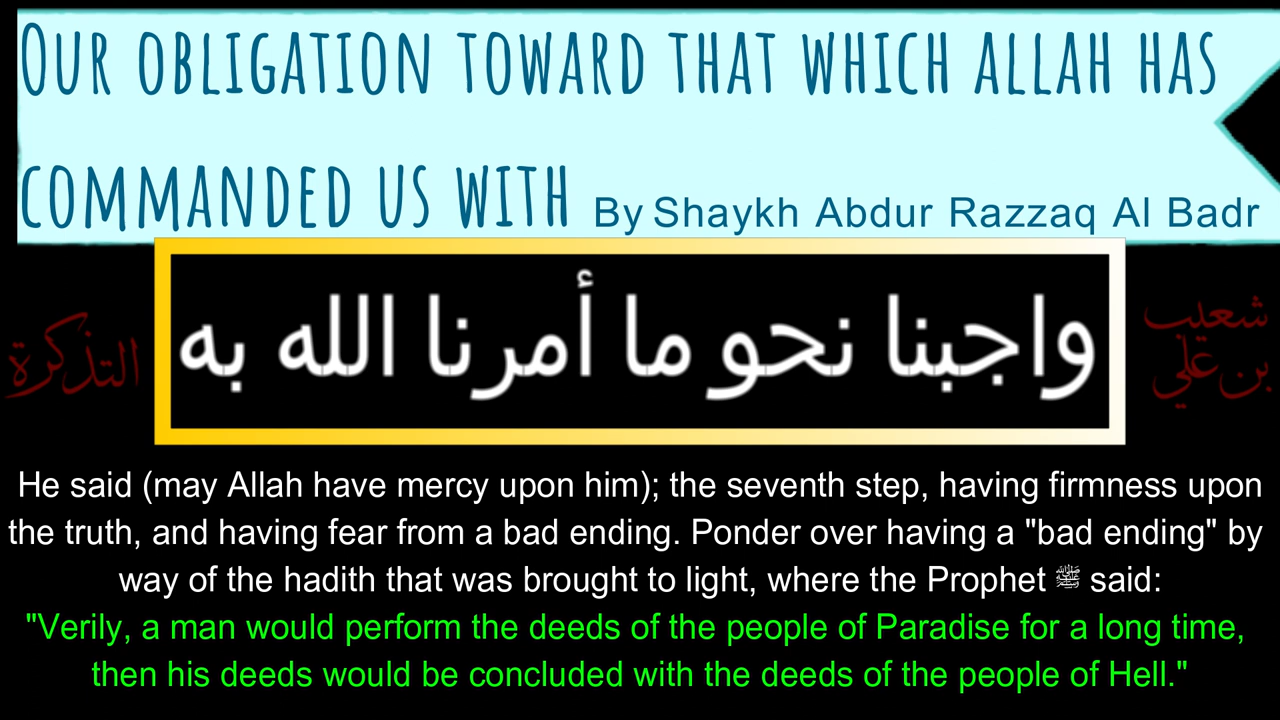 Our obligation toward that which Allah has
commanded us with By Shaykh Abdur Razzaq Al Badr
واجبنا نحو ما أمرنا الله به
شعيب
بن علي
التذكرة
He said (may Allah have mercy upon him); the seventh step, having firmness upon
the truth, and having fear from a bad ending. Ponder over having a "bad ending" by
way of the hadith that was brought to light, where the Prophet ﷺ said:
"Verily, a man would perform the deeds of the people of Paradise for a long time,
then his deeds would be concluded with the deeds of the people of Hell."